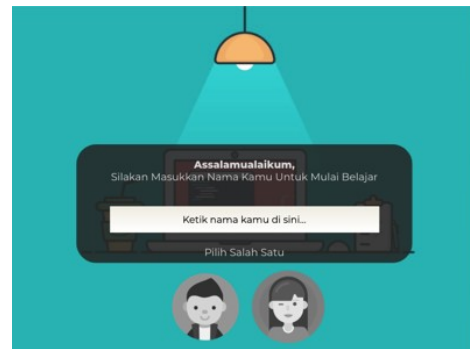 Assalamualaikum,
Silakan Masukkan Nama Kamu Untuk Mulai Belajar
Ketik nama kamu di sini...
Pilih Salah Satu